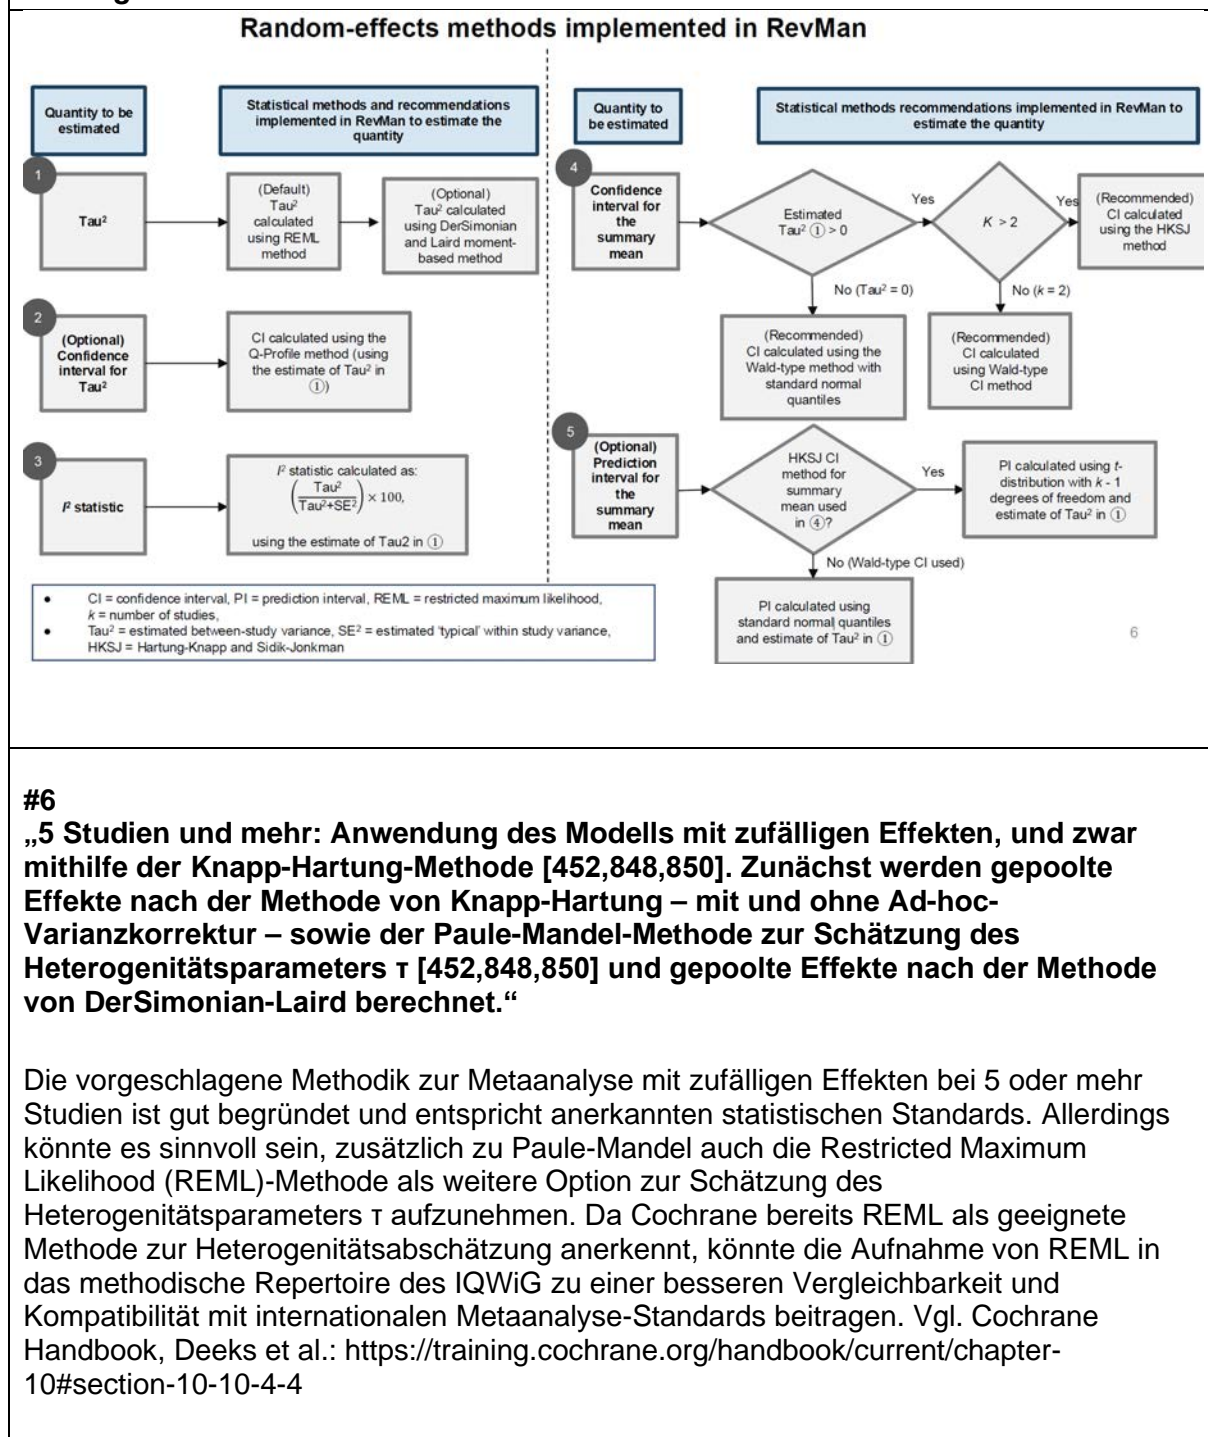 Random-effects methods implemented in RevMan
Quantity to be
estimated
Statistical methods and recommendations
implemented in RevMan to estimate the
quantity
1
Tau²
(Default)
Tau²
calculated
using REML
method
(Optional)
Tau² calculated
using DerSimonian
and Laird moment-
based method
2
(Optional)
Confidence
interval for
Tau²
CI calculated using the
Q-Profile method (using
the estimate of Tau² in
①)
3
I² statistic
I² statistic calculated as:
(Tau²/Tau²+SE²) × 100,
using the estimate of Tau2 in ①
• CI = confidence interval, PI = prediction interval, REML = restricted maximum likelihood,
k = number of studies,
• Tau² = estimated between-study variance, SE² = estimated ‘typical’ within study variance,
HKSJ = Hartung-Knapp and Sidik-Jonkman
Quantity to
be estimated
Statistical methods recommendations implemented in RevMan to
estimate the quantity
4
Confidence
interval for
the
summary
mean
Estimated
Tau² ① > 0
Yes
K > 2
Yes
(Recommended)
CI calculated
using the HKSJ
method
No (Tau² = 0)
No (k = 2)
(Recommended)
CI calculated using the
Wald-type method with
standard normal
quantiles
(Recommended)
CI calculated
using Wald-type
CI method
5
(Optional)
Prediction
interval for
the
summary
mean
HKSJ CI
method for
summary
mean used
in ④?
Yes
PI calculated using t-
distribution with k - 1
degrees of freedom and
estimate of Tau² in ①
No (Wald-type CI used)
PI calculated using
standard normal quantiles
and estimate of Tau² in ①
6
#6
„5 Studien und mehr: Anwendung des Modells mit zufälligen Effekten, und zwar
mithilfe der Knapp-Hartung-Methode [452,848,850]. Zunächst werden gepoolte
Effekte nach der Methode von Knapp-Hartung – mit und ohne Ad-hoc-
Varianzkorrektur – sowie der Paule-Mandel-Methode zur Schätzung des
Heterogenitätsparameters τ [452,848,850] und gepoolte Effekte nach der Methode
von DerSimonian-Laird berechnet.“
Die vorgeschlagene Methodik zur Metaanalyse mit zufälligen Effekten bei 5 oder mehr
Studien ist gut begründet und entspricht anerkannten statistischen Standards. Allerdings
könnte es sinnvoll sein, zusätzlich zu Paule-Mandel auch die Restricted Maximum
Likelihood (REML)-Methode als weitere Option zur Schätzung des
Heterogenitätsparameters τ aufzunehmen. Da Cochrane bereits REML als geeignete
Methode zur Heterogenitätsabschätzung anerkennt, könnte die Aufnahme von REML in
das methodische Repertoire des IQWiG zu einer besseren Vergleichbarkeit und
Kompatibilität mit internationalen Metaanalyse-Standards beitragen. Vgl. Cochrane
Handbook, Deeks et al.: https://training.cochrane.org/handbook/current/chapter-
10#section-10-10-4-4